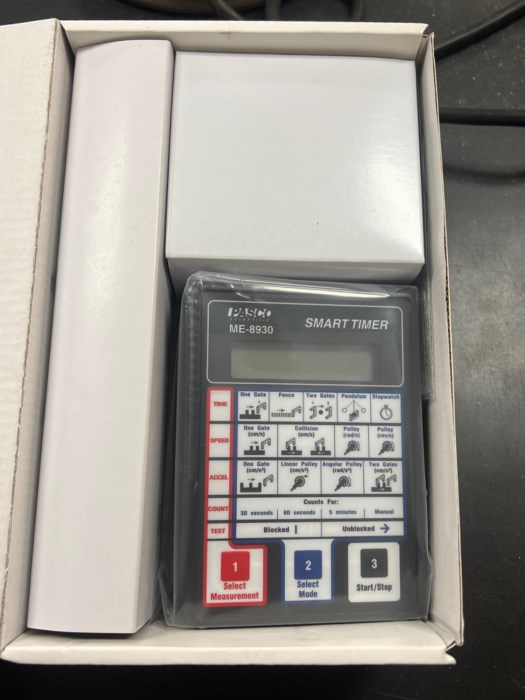 PASCO
scientific
ME-8930
SMART TIMER
TIME
One Gate
Fence
Two Gates
Pendulum
Stopwatch
SPEED
One Gate
(cm/s)
Collision
(cm/s)
Pulley
(rad/s)
Pulley
(rev/s)
ACCEL
One Gate
(cm/s²)
Linear Pulley
(cm/s²)
Angular Pulley
(rad/s²)
Two Gates
(cm/s²)
COUNT
Counts For:
30 seconds
60 seconds
5 minutes
Manual
TEST
Blocked
Unblocked →
1
Select
Measurement
2
Select
Mode
3
Start/Stop